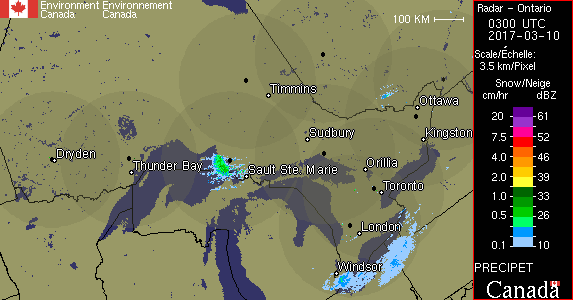 Environment Environnement
Canada Canada
100 KM
Timmins
Ottawa
Sudbury
Kingston
Dryden
Thunder Bay
Sault Ste. Marie
Orillia
Toronto
London
Windsor
Radar - Ontario
0300 UTC
2017-03-10
Scale/Échelle:
3.5 km/Pixel
Snow/Neige
cm/hr dBZ
20 61
7.5 52
4.0 46
2.0 39
1.0 33
0.5 26
0.1 10
PRECIPET
Canada